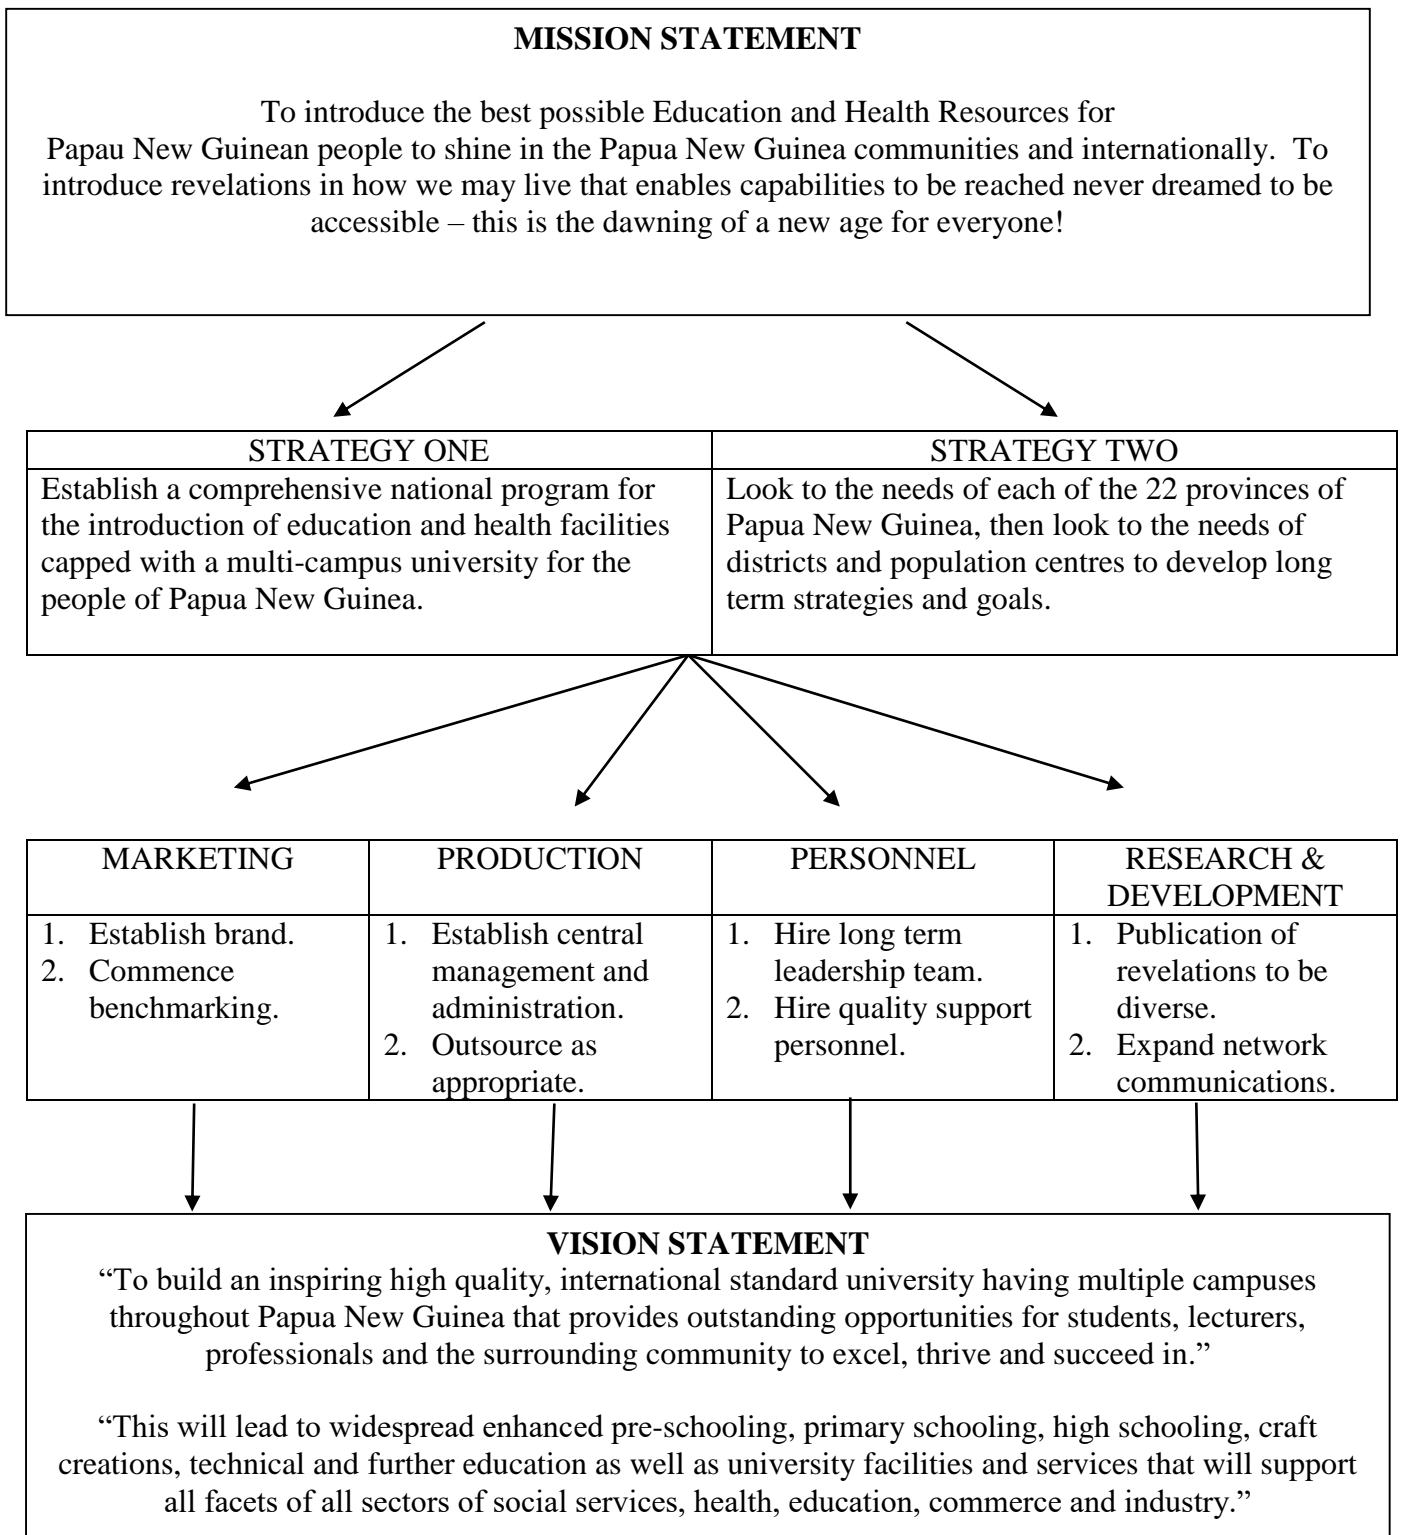 MISSION STATEMENT
To introduce the best possible Education and Health Resources for
Papau New Guinean people to shine in the Papua New Guinea communities and internationally.  To
introduce revelations in how we may live that enables capabilities to be reached never dreamed to be
accessible – this is the dawning of a new age for everyone!
STRATEGY ONE
Establish a comprehensive national program for
the introduction of education and health facilities
capped with a multi-campus university for the
people of Papua New Guinea.
STRATEGY TWO
Look to the needs of each of the 22 provinces of
Papua New Guinea, then look to the needs of
districts and population centres to develop long
term strategies and goals.
MARKETING
1. Establish brand.
2. Commence
benchmarking.
PRODUCTION
1. Establish central
management and
administration.
2. Outsource as
appropriate.
PERSONNEL
1. Hire long term
leadership team.
2. Hire quality support
personnel.
RESEARCH &
DEVELOPMENT
1. Publication of
revelations to be
diverse.
2. Expand network
communications.
VISION STATEMENT
“To build an inspiring high quality, international standard university having multiple campuses
throughout Papua New Guinea that provides outstanding opportunities for students, lecturers,
professionals and the surrounding community to excel, thrive and succeed in.”
“This will lead to widespread enhanced pre-schooling, primary schooling, high schooling, craft
creations, technical and further education as well as university facilities and services that will support
all facets of all sectors of social services, health, education, commerce and industry.”